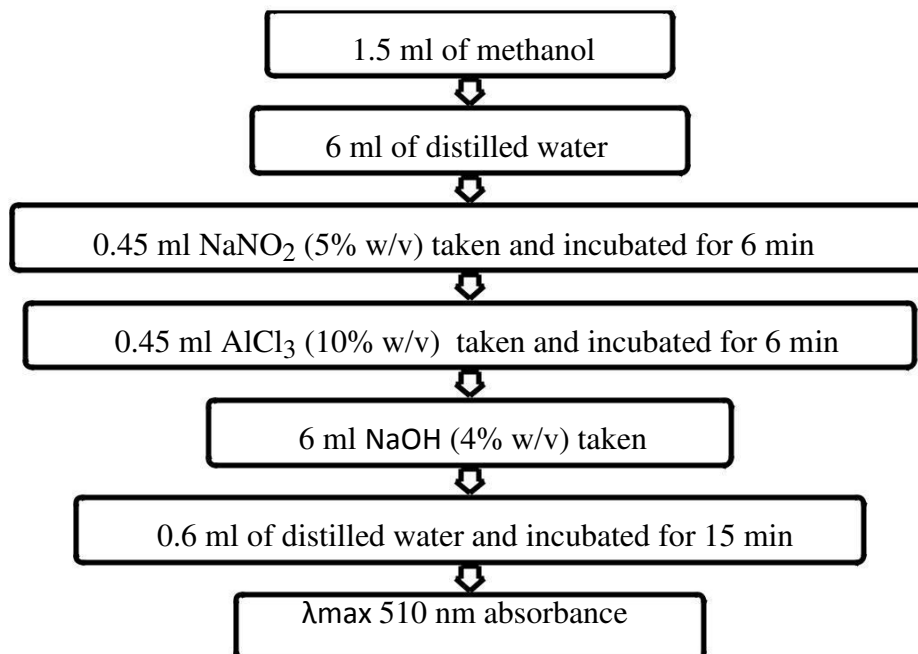 1.5 ml of methanol
6 ml of distilled water
0.45 ml NaNO₂ (5% w/v) taken and incubated for 6 min
0.45 ml AlCl₃ (10% w/v) taken and incubated for 6 min
6 ml NaOH (4% w/v) taken
0.6 ml of distilled water and incubated for 15 min
λmax 510 nm absorbance